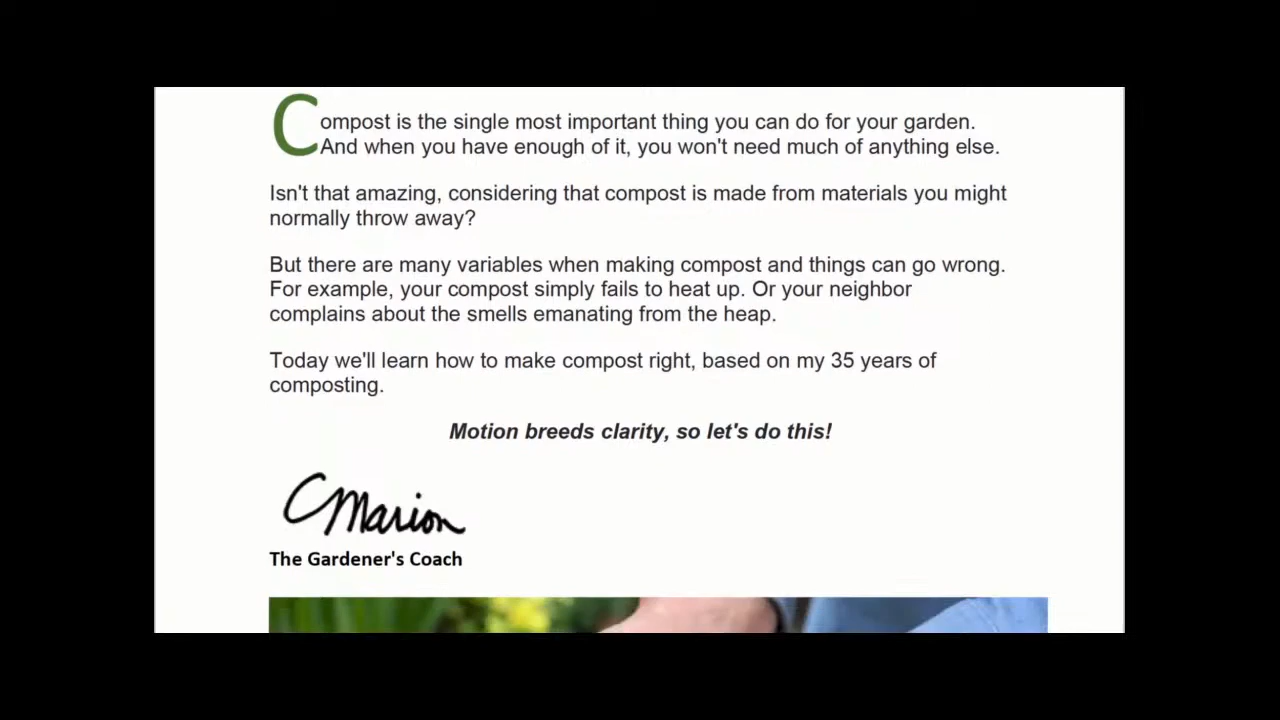 Compost is the single most important thing you can do for your garden.
And when you have enough of it, you won't need much of anything else.
Isn't that amazing, considering that compost is made from materials you might
normally throw away?
But there are many variables when making compost and things can go wrong.
For example, your compost simply fails to heat up. Or your neighbor
complains about the smells emanating from the heap.
Today we'll learn how to make compost right, based on my 35 years of
composting.
Motion breeds clarity, so let's do this!
CMarion
The Gardener's Coach